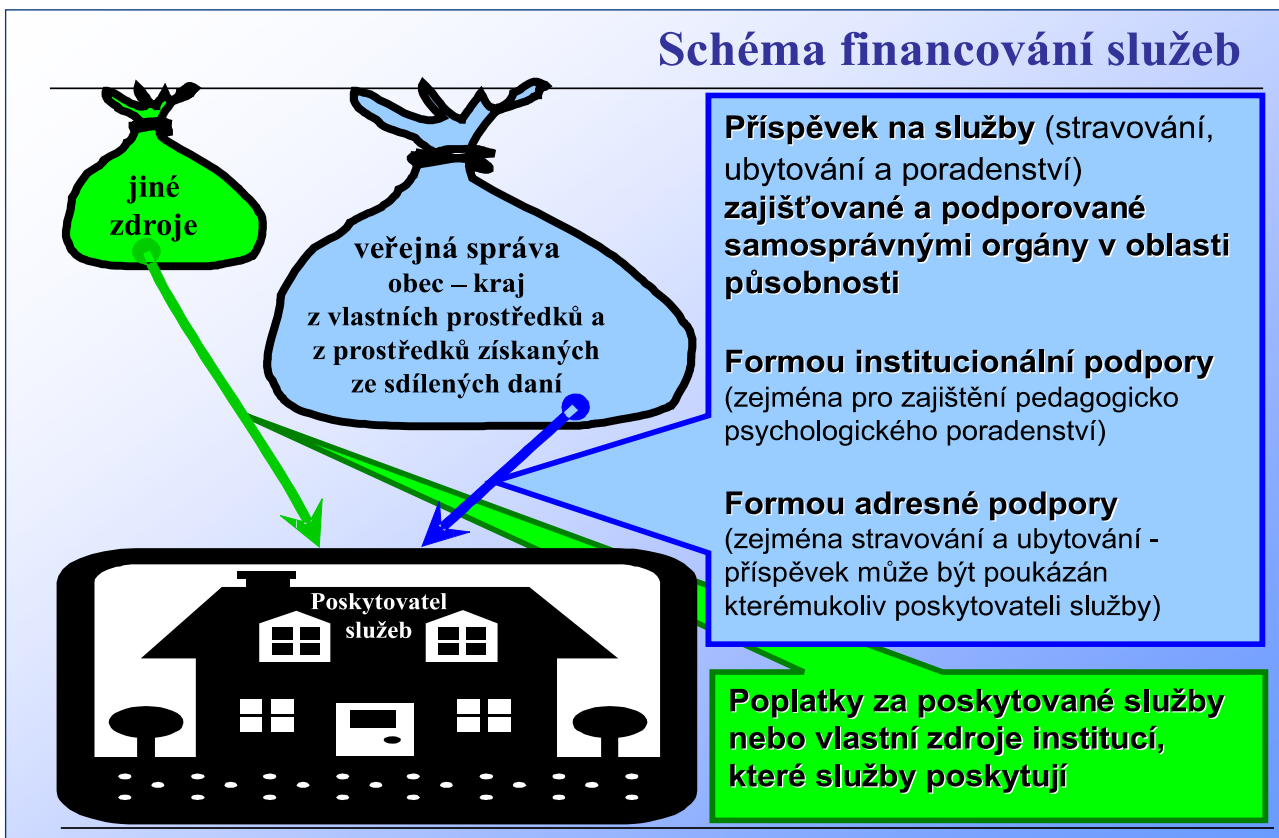 Schéma financování služeb
jiné
zdroje
veřejná správa
obec – kraj
z vlastních prostředků a
z prostředků získaných
ze sdílených daní
Příspěvek na služby (stravování,
ubytování a poradenství)
zajišťované a podporované
samosprávnými orgány v oblasti
působnosti
Formou institucionální podpory
(zejména pro zajištění pedagogicko
psychologického poradenství)
Formou adresné podpory
(zejména stravování a ubytování -
příspěvek může být poukázán
kterémukoliv poskytovateli služby)
Poskytovatel
služeb
Poplatky za poskytované služby
nebo vlastní zdroje institucí,
které služby poskytují